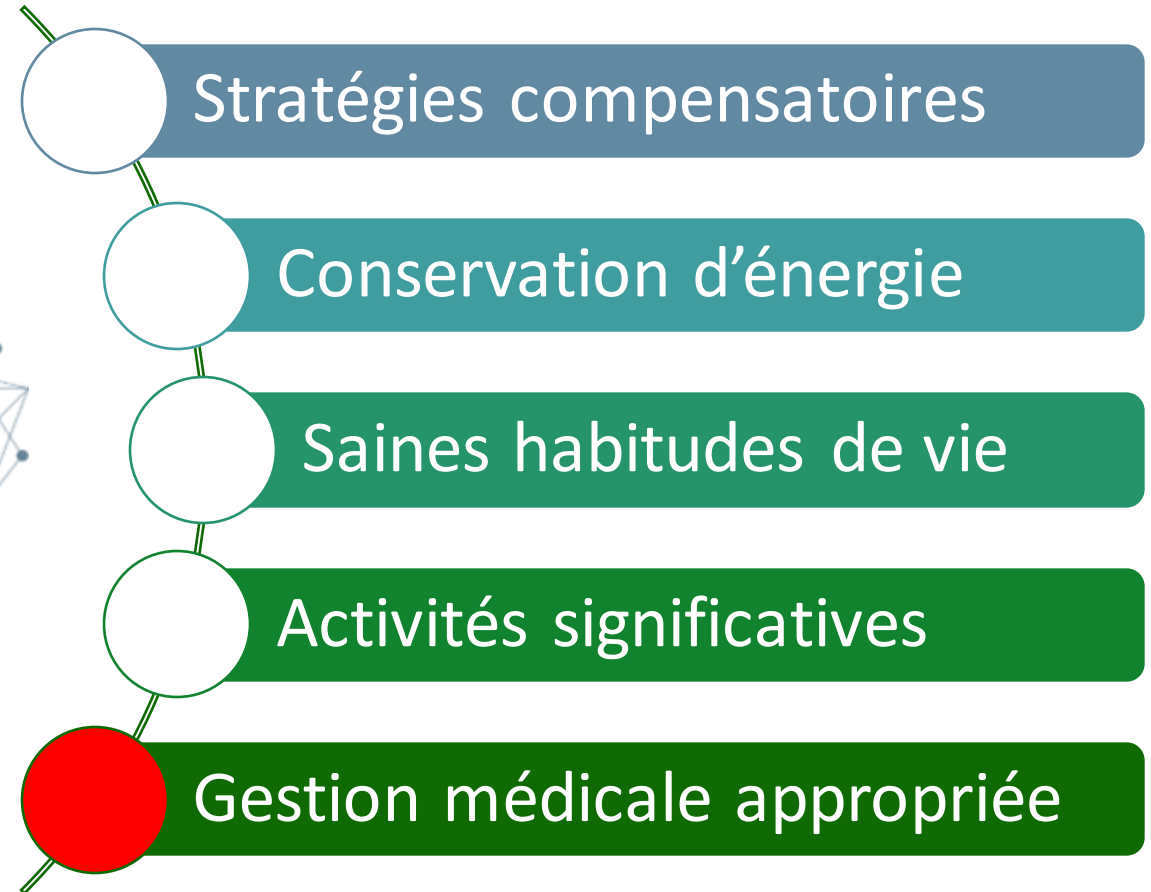 Stratégies compensatoires
Conservation d’énergie
Saines habitudes de vie
Activités significatives
Gestion médicale appropriée